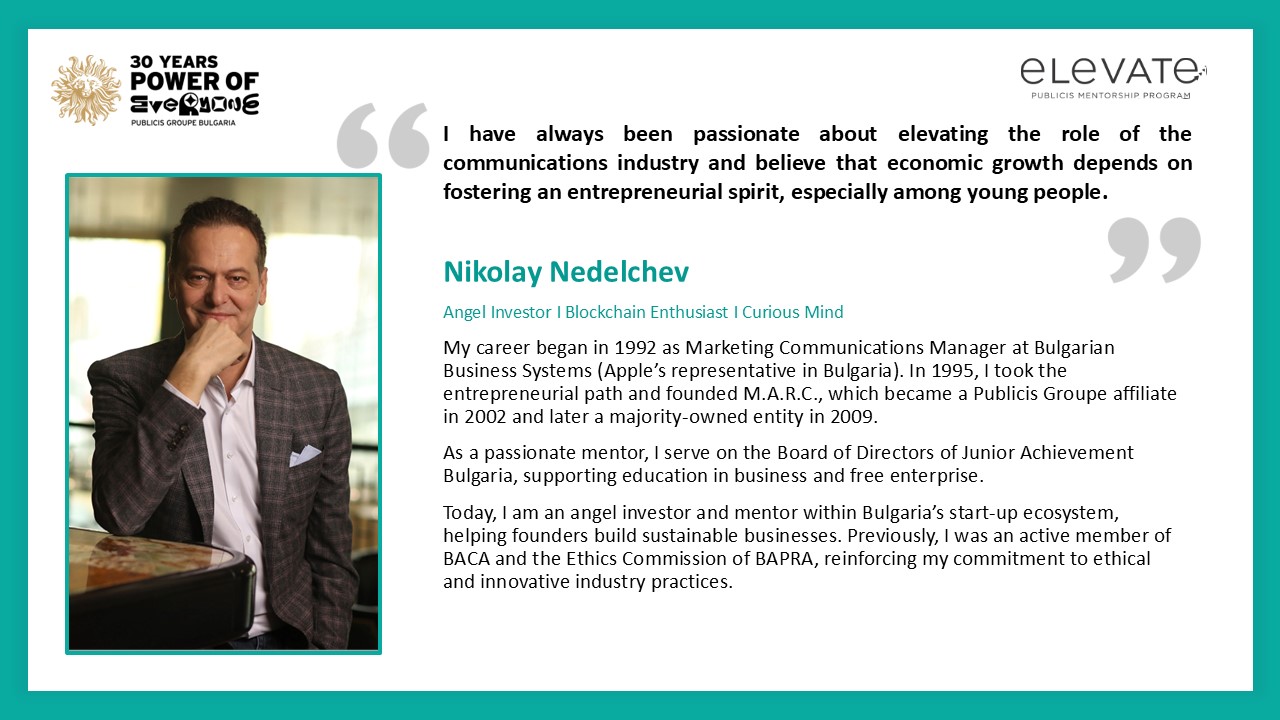 30 YEARS
POWER OF
EVERYONE
PUBLICIS GROUPE BULGARIA
eLeVATe
PUBLICIS MENTORSHIP PROGRAM
“
I have always been passionate about elevating the role of the
communications industry and believe that economic growth depends on
fostering an entrepreneurial spirit, especially among young people.
”
Nikolay Nedelchev
Angel Investor I Blockchain Enthusiast I Curious Mind
My career began in 1992 as Marketing Communications Manager at Bulgarian
Business Systems (Apple’s representative in Bulgaria). In 1995, I took the
entrepreneurial path and founded M.A.R.C., which became a Publicis Groupe affiliate
in 2002 and later a majority-owned entity in 2009.
As a passionate mentor, I serve on the Board of Directors of Junior Achievement
Bulgaria, supporting education in business and free enterprise.
Today, I am an angel investor and mentor within Bulgaria’s start-up ecosystem,
helping founders build sustainable businesses. Previously, I was an active member of
BACA and the Ethics Commission of BAPRA, reinforcing my commitment to ethical
and innovative industry practices.